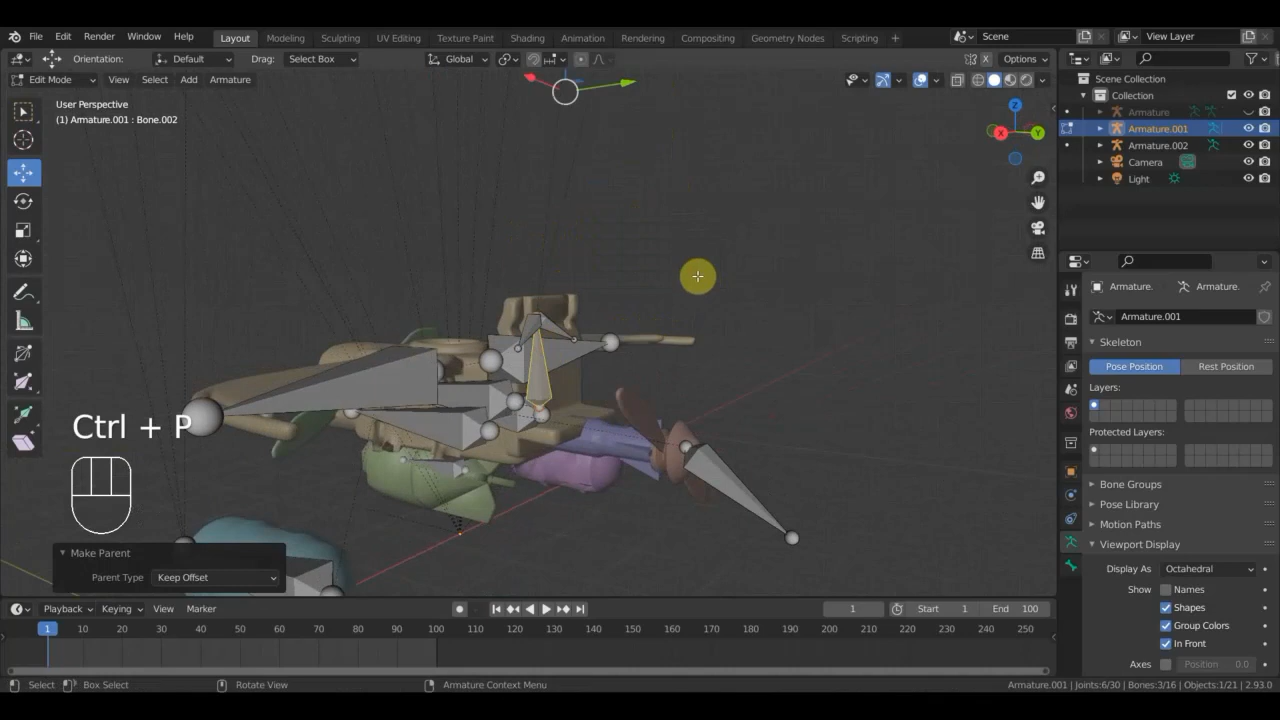 File Edit Render Window Help Layout Modeling Sculpting UV Editing Texture Paint Shading Animation Rendering Compositing Geometry Nodes Scripting + Scene View Layer
Orientation: Default Drag: Select Box Global Options
Edit Mode View Select Add Armature
User Perspective
(1) Armature.001 : Bone.002
Z
X
Y
Scene Collection
Collection
Armature
Armature.001
Armature.002
Camera
Light
Armature. Armature.
Armature.001
Skeleton
Pose Position Rest Position
Layers:
Protected Layers:
Bone Groups
Pose Library
Motion Paths
Viewport Display
Display As Octahedral
Show Names
Shapes
Group Colors
In Front
Axes Position 0.0
Ctrl + P
Make Parent
Parent Type Keep Offset
Playback Keying View Marker 1 Start 1 End 100
1 10 20 30 40 50 60 70 80 90 100 110 120 130 140 150 160 170 180 190 200 210 220 230 240 250
Select Box Select Rotate View Armature Context Menu Armature.001 | Joints:6/30 | Bones:3/16 | Objects:1/21 | 2.93.0